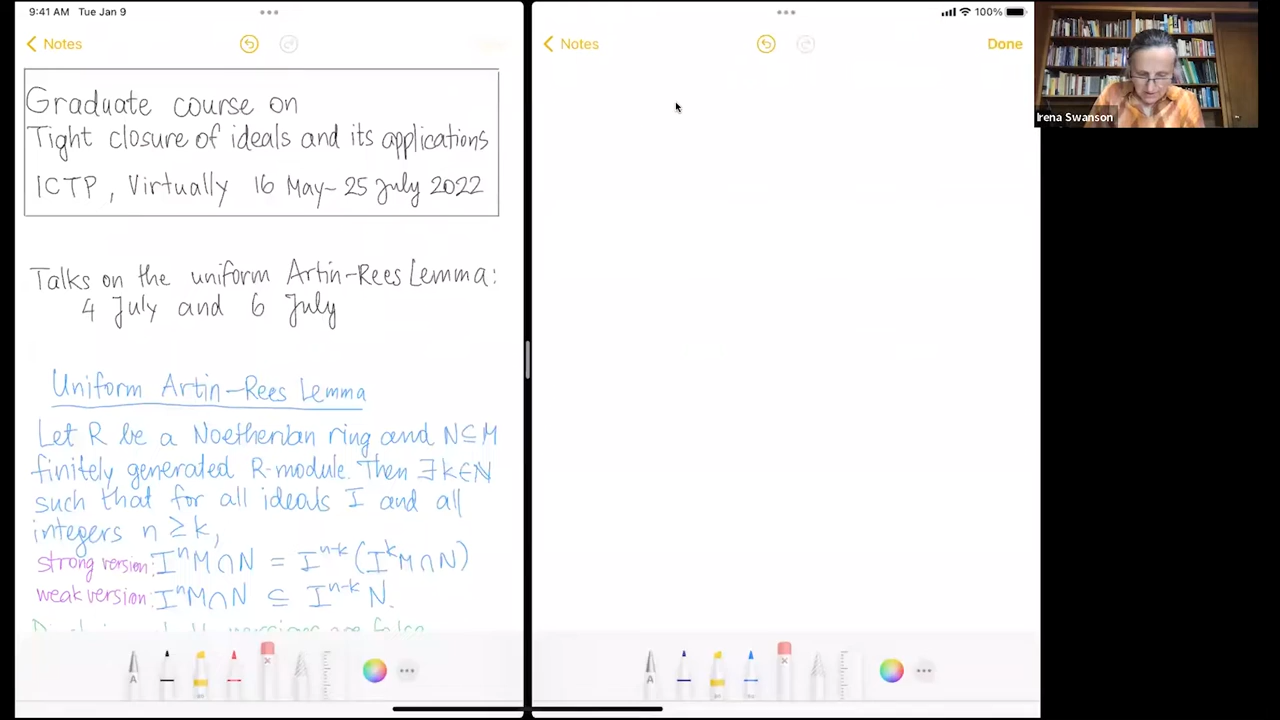 9:41 AM Tue Jan 9
100%
Notes
Notes
Done
Irena Swanson
Graduate course on
Tight closure of ideals and its applications
ICTP, Virtually 16 May - 25 July 2022
Talks on the uniform Artin-Rees Lemma:
4 July and 6 July
Uniform Artin-Rees Lemma
Let R be a Noetherian ring and N⊆M
finitely generated R-module. Then ∃k∈ℕ
such that for all ideals I and all
integers n ≥ k,
strong version: IⁿM∩N = Iⁿ⁻ᵏ(IᵏM∩N)
weak version: IⁿM∩N ⊆ Iⁿ⁻ᵏN.